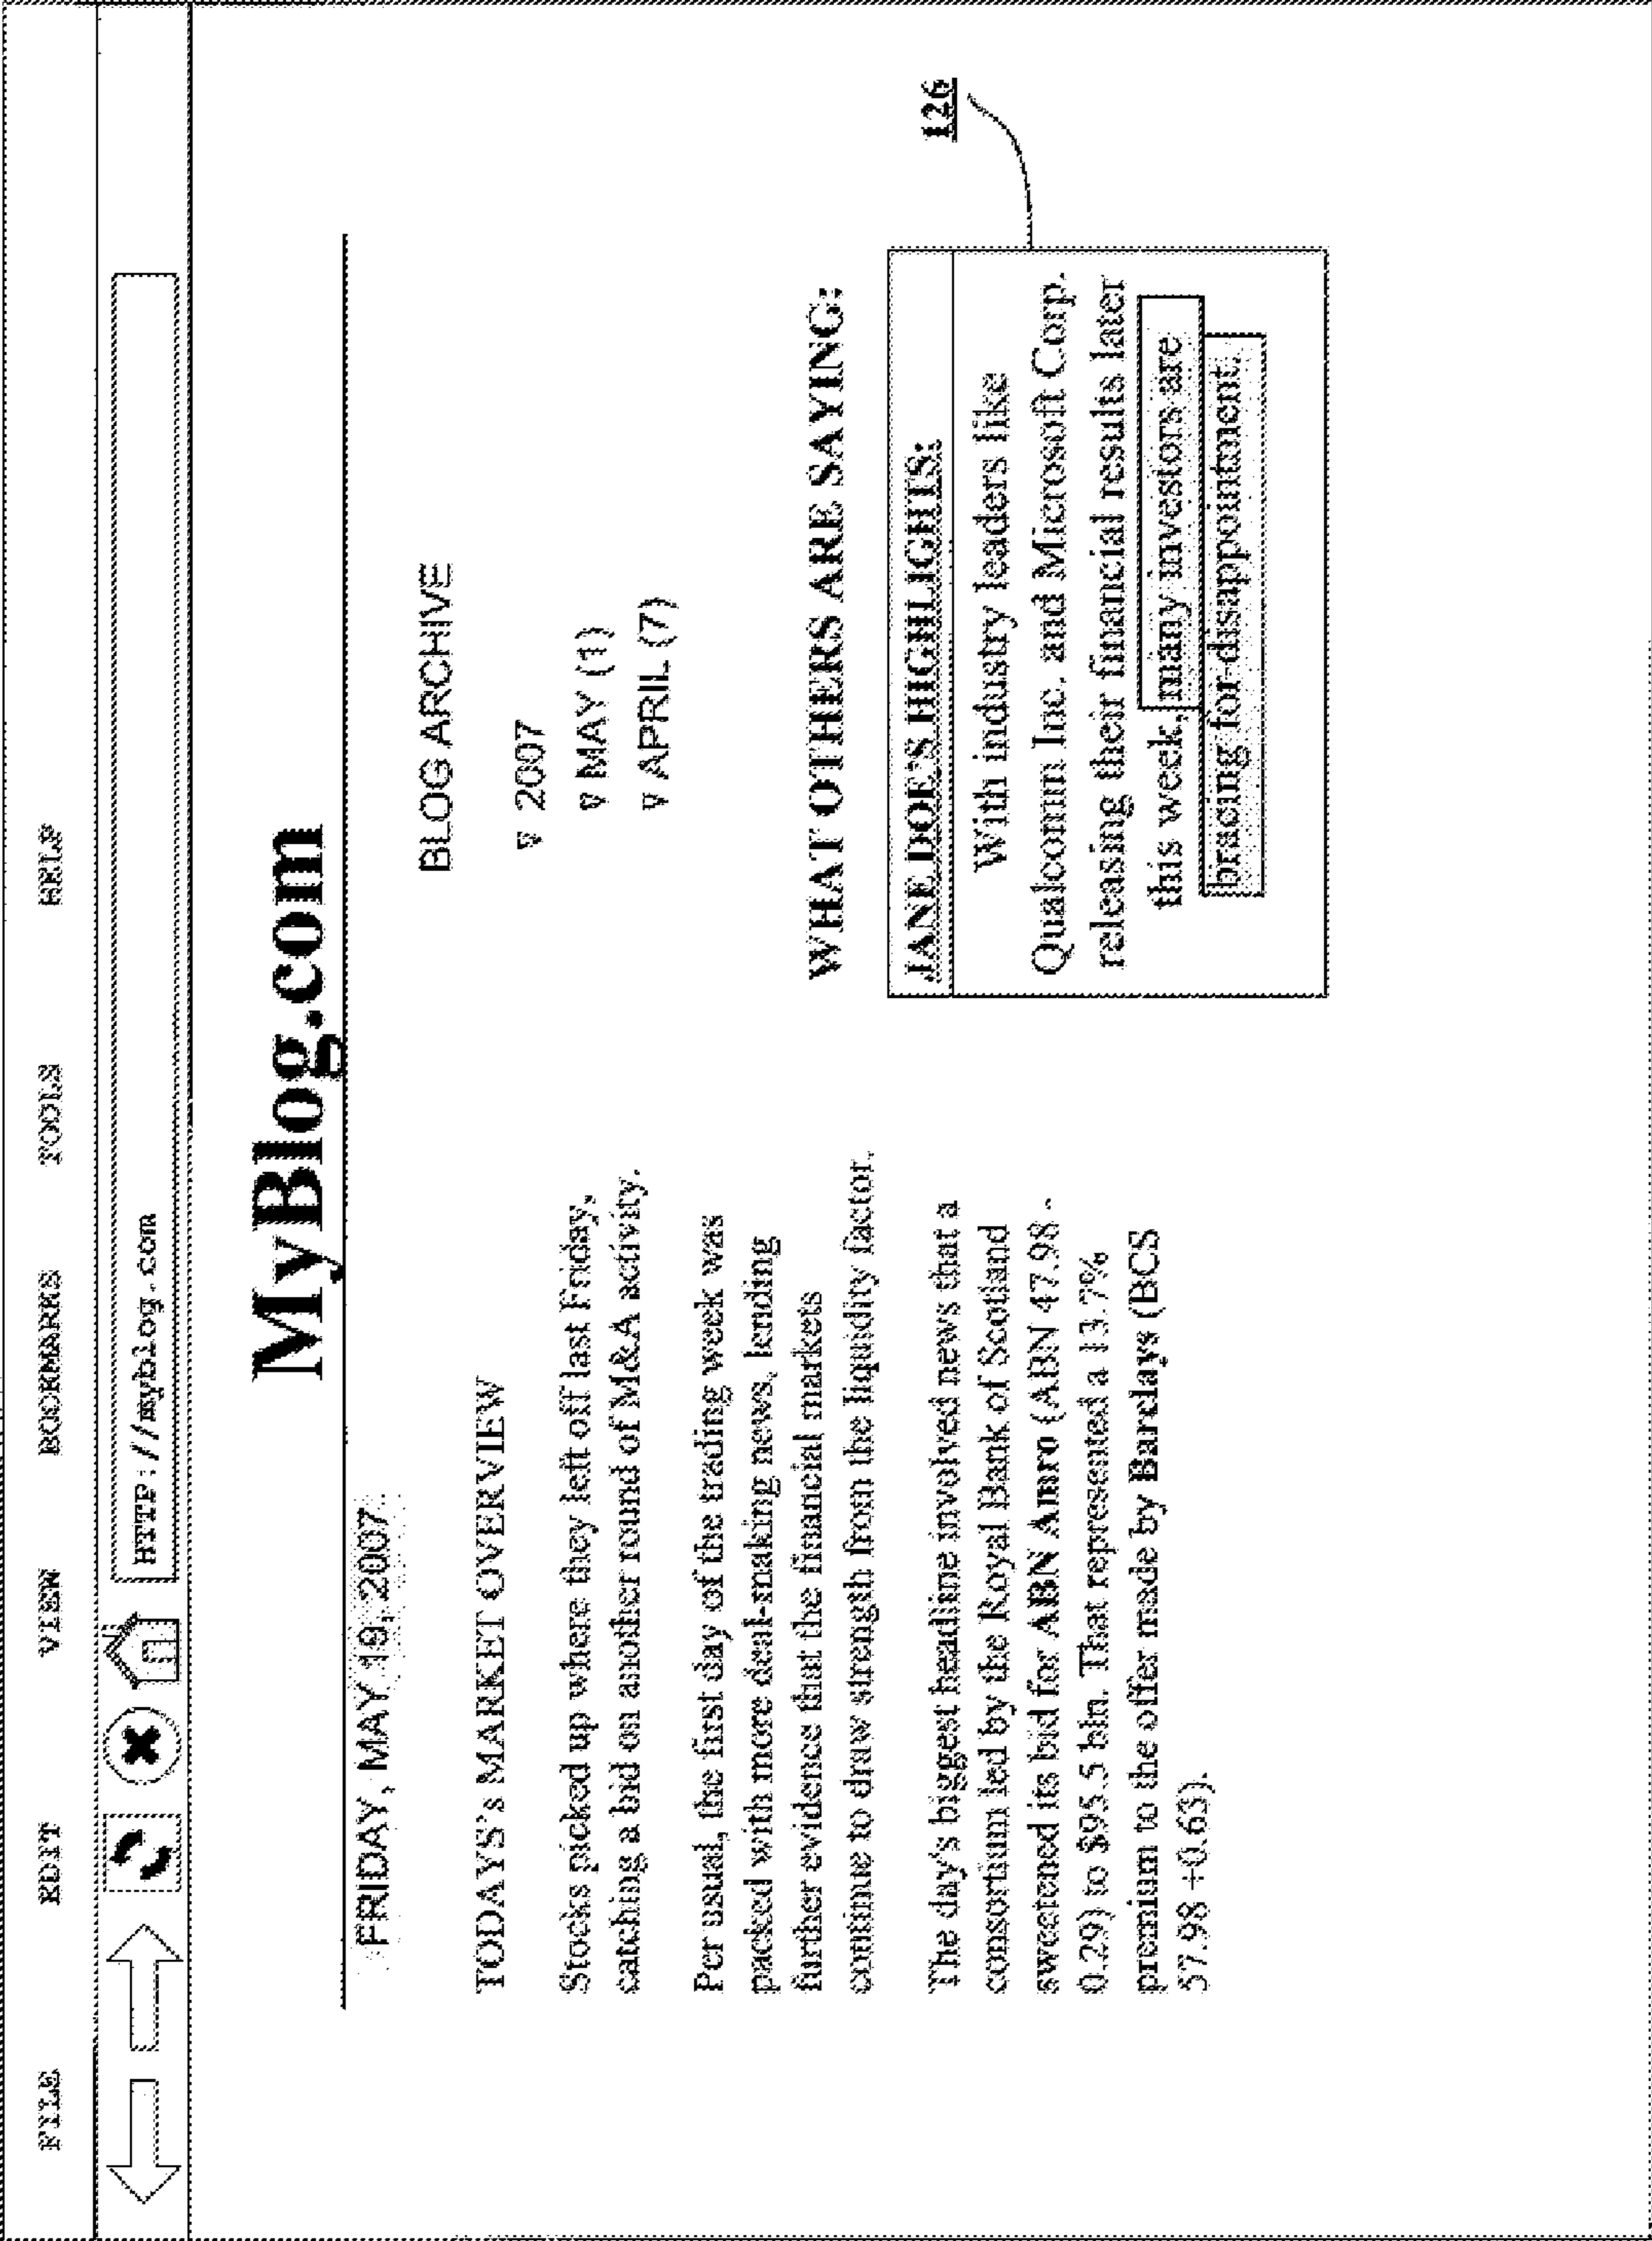 FILE EDIT VIEW BOOKMARKS TOOLS HELP
HTTP://myblog.com
MyBlog.com
FRIDAY, MAY 19, 2007
TODAY'S MARKET OVERVIEW
Stocks picked up where they left off last Friday,
catching a bid on another round of M&A activity.
Per usual, the first day of the trading week was
packed with more deal-making news, lending
further evidence that the financial markets
continue to draw strength from the liquidity factor.
The day's biggest headline involved news that a
consortium led by the Royal Bank of Scotland
sweetened its bid for ABN Amro (ABN 47.98 -
0.29) to $95.5 bln. That represented a 13.7%
premium to the offer made by Barclays (BCS
57.98 +0.63).
BLOG ARCHIVE
∇ 2007
∇ MAY (1)
∇ APRIL (7)
WHAT OTHERS ARE SAYING:
JANE DOE'S HIGHLIGHTS:
With industry leaders like
Qualcomm Inc. and Microsoft Corp.
releasing their financial results later
this week, many investors are
bracing for disappointment.
126